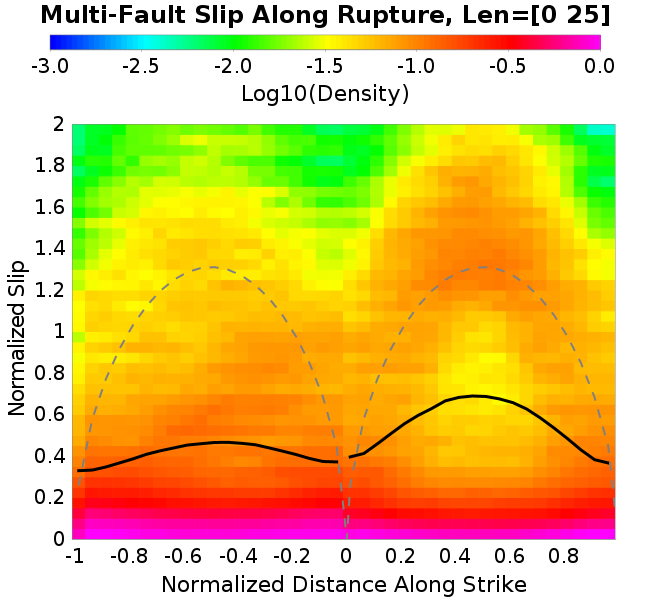 Multi-Fault Slip Along Rupture, Len=[0 25]
-3.0 -2.5 -2.0 -1.5 -1.0 -0.5 0.0
Log10(Density)
2
1.8
1.6
1.4
1.2
1
0.8
0.6
0.4
0.2
0
Normalized Slip
-1 -0.8 -0.6 -0.4 -0.2 0 0.2 0.4 0.6 0.8
Normalized Distance Along Strike